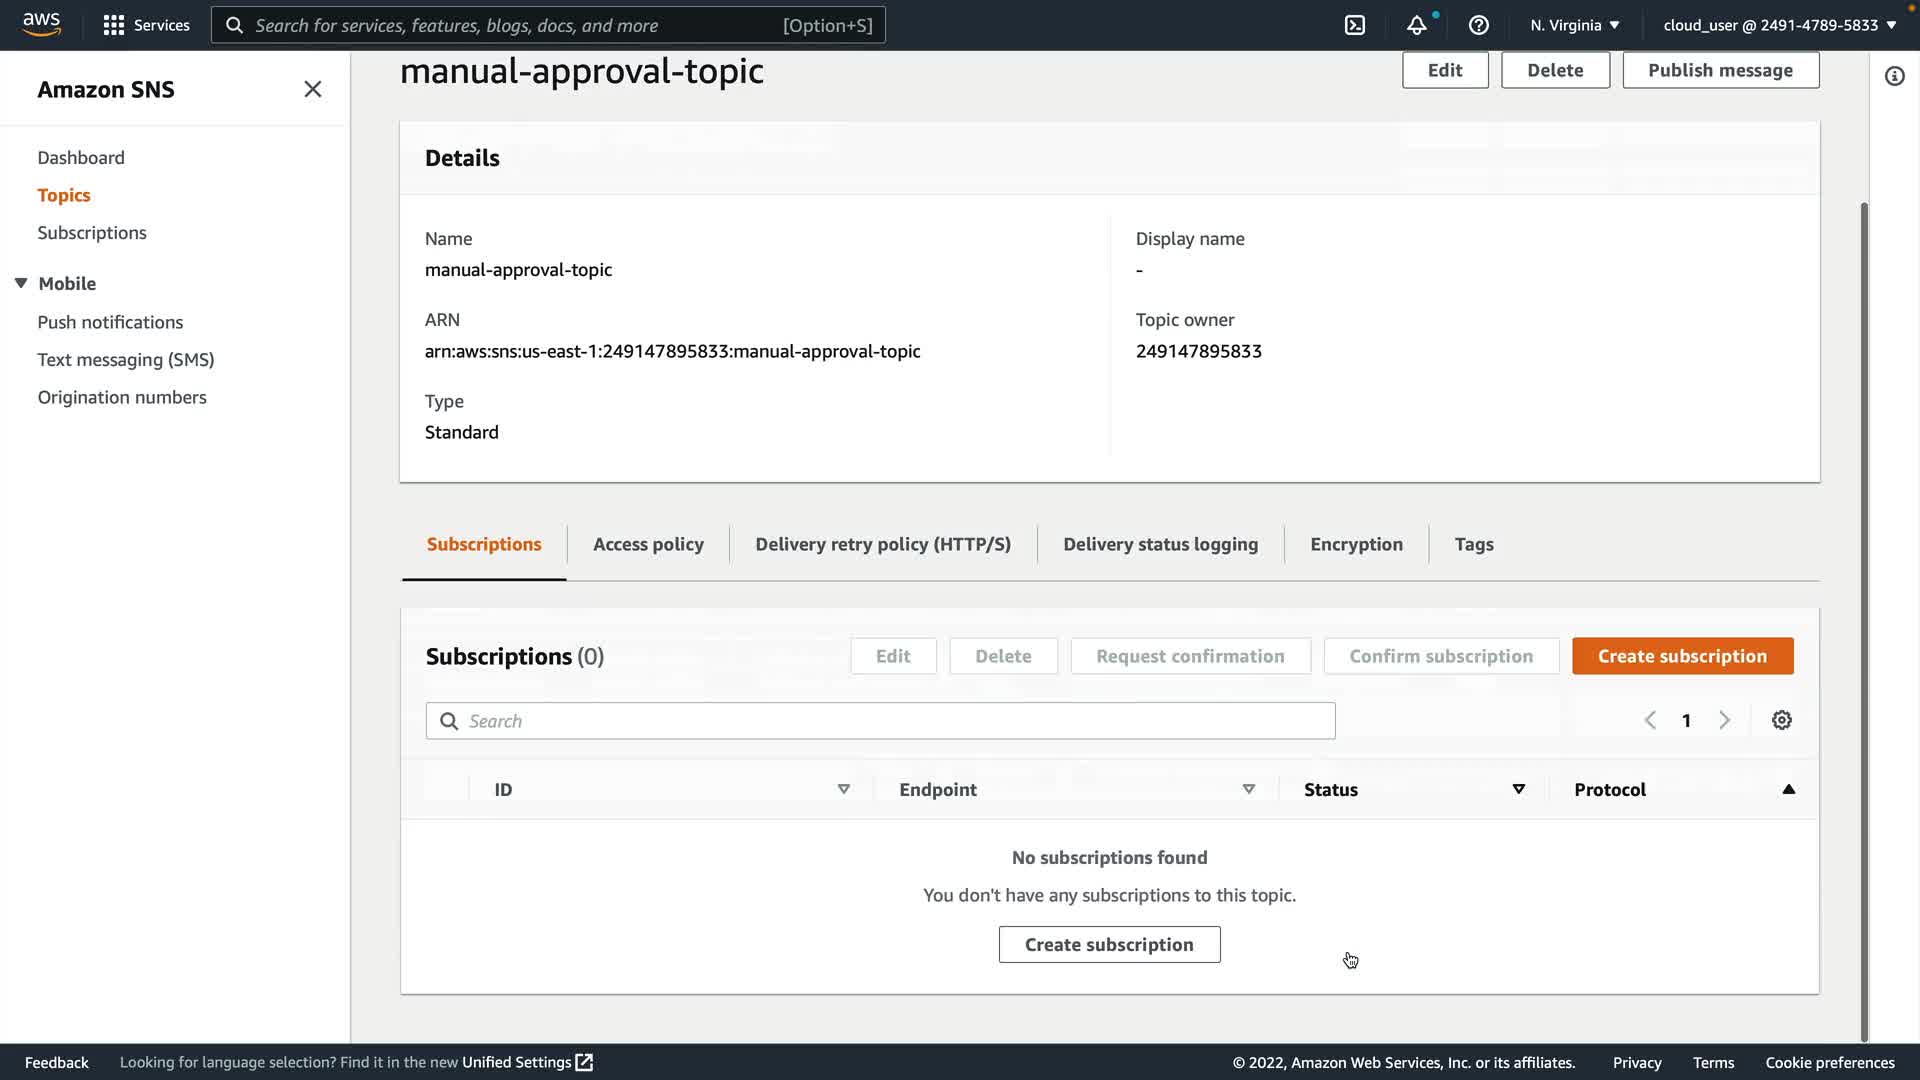 aws
Services
Search for services, features, blogs, docs, and more
[Option+S]
N. Virginia
cloud_user @ 2491-4789-5833
Amazon SNS
Dashboard
Topics
Subscriptions
Mobile
Push notifications
Text messaging (SMS)
Origination numbers
manual-approval-topic
Edit
Delete
Publish message
Details
Name
manual-approval-topic
Display name
-
ARN
arn:aws:sns:us-east-1:249147895833:manual-approval-topic
Topic owner
249147895833
Type
Standard
Subscriptions
Access policy
Delivery retry policy (HTTP/S)
Delivery status logging
Encryption
Tags
Subscriptions (0)
Edit
Delete
Request confirmation
Confirm subscription
Create subscription
Search
1
ID
Endpoint
Status
Protocol
No subscriptions found
You don't have any subscriptions to this topic.
Create subscription
Feedback
Looking for language selection? Find it in the new Unified Settings
© 2022, Amazon Web Services, Inc. or its affiliates.
Privacy
Terms
Cookie preferences